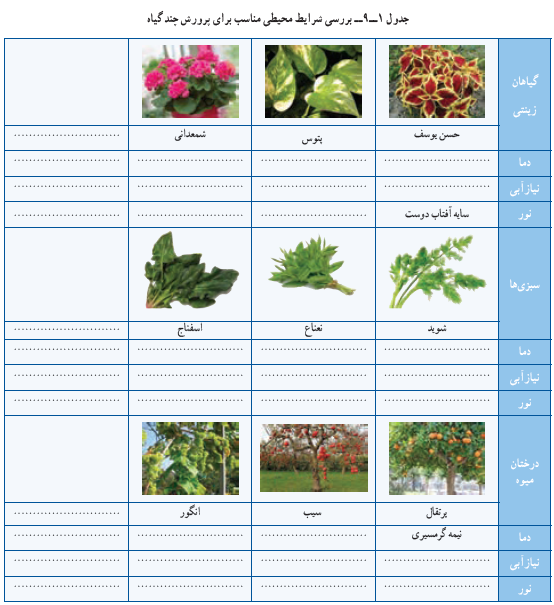 جدول ۱ــ۹ــ بررسی شرایط محیطی مناسب برای پرورش چند گیاه
گیاهان زینتی
حسن یوسف پتوس شمعدانی ............................
دما ............................ ............................ ............................ ............................
نیاز آبی ............................ ............................ ............................ ............................
نور سایه آفتاب دوست ............................ ............................ ............................
سبزی‌ها
شوید نعناع اسفناج ............................
دما ............................ ............................ ............................ ............................
نیاز آبی ............................ ............................ ............................ ............................
نور ............................ ............................ ............................ ............................
درختان میوه
پرتقال سیب انگور ............................
دما نیمه گرمسیری ............................ ............................ ............................
نیاز آبی ............................ ............................ ............................ ............................
نور ............................ ............................ ............................ ............................